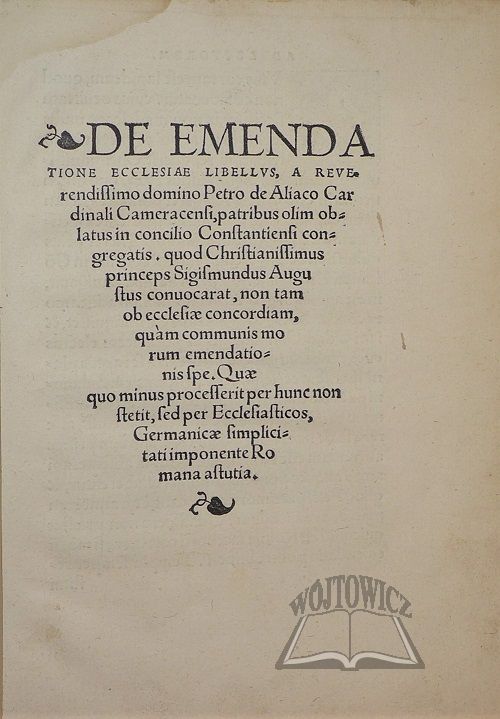 DE EMENDA
TIONE ECCLESIAE LIBELLVS, A REVE-
rendissimo domino Petro de Aliaco Car
dinali Cameracensi, patribus olim ob-
latus in concilio Constantiensi con-
gregatis. quod Christianissimus
princeps Sigismundus Augu
stus conuocarat, non tam
ob ecclesiæ concordiam,
quàm communis mo
rum emendatio-
nis spe. Quæ
quo minus processerit per hunc non
stetit, sed per Ecclesiasticos,
Germanicæ simplici-
tati imponente Ro
mana astutia.
WÓJTOWICZ